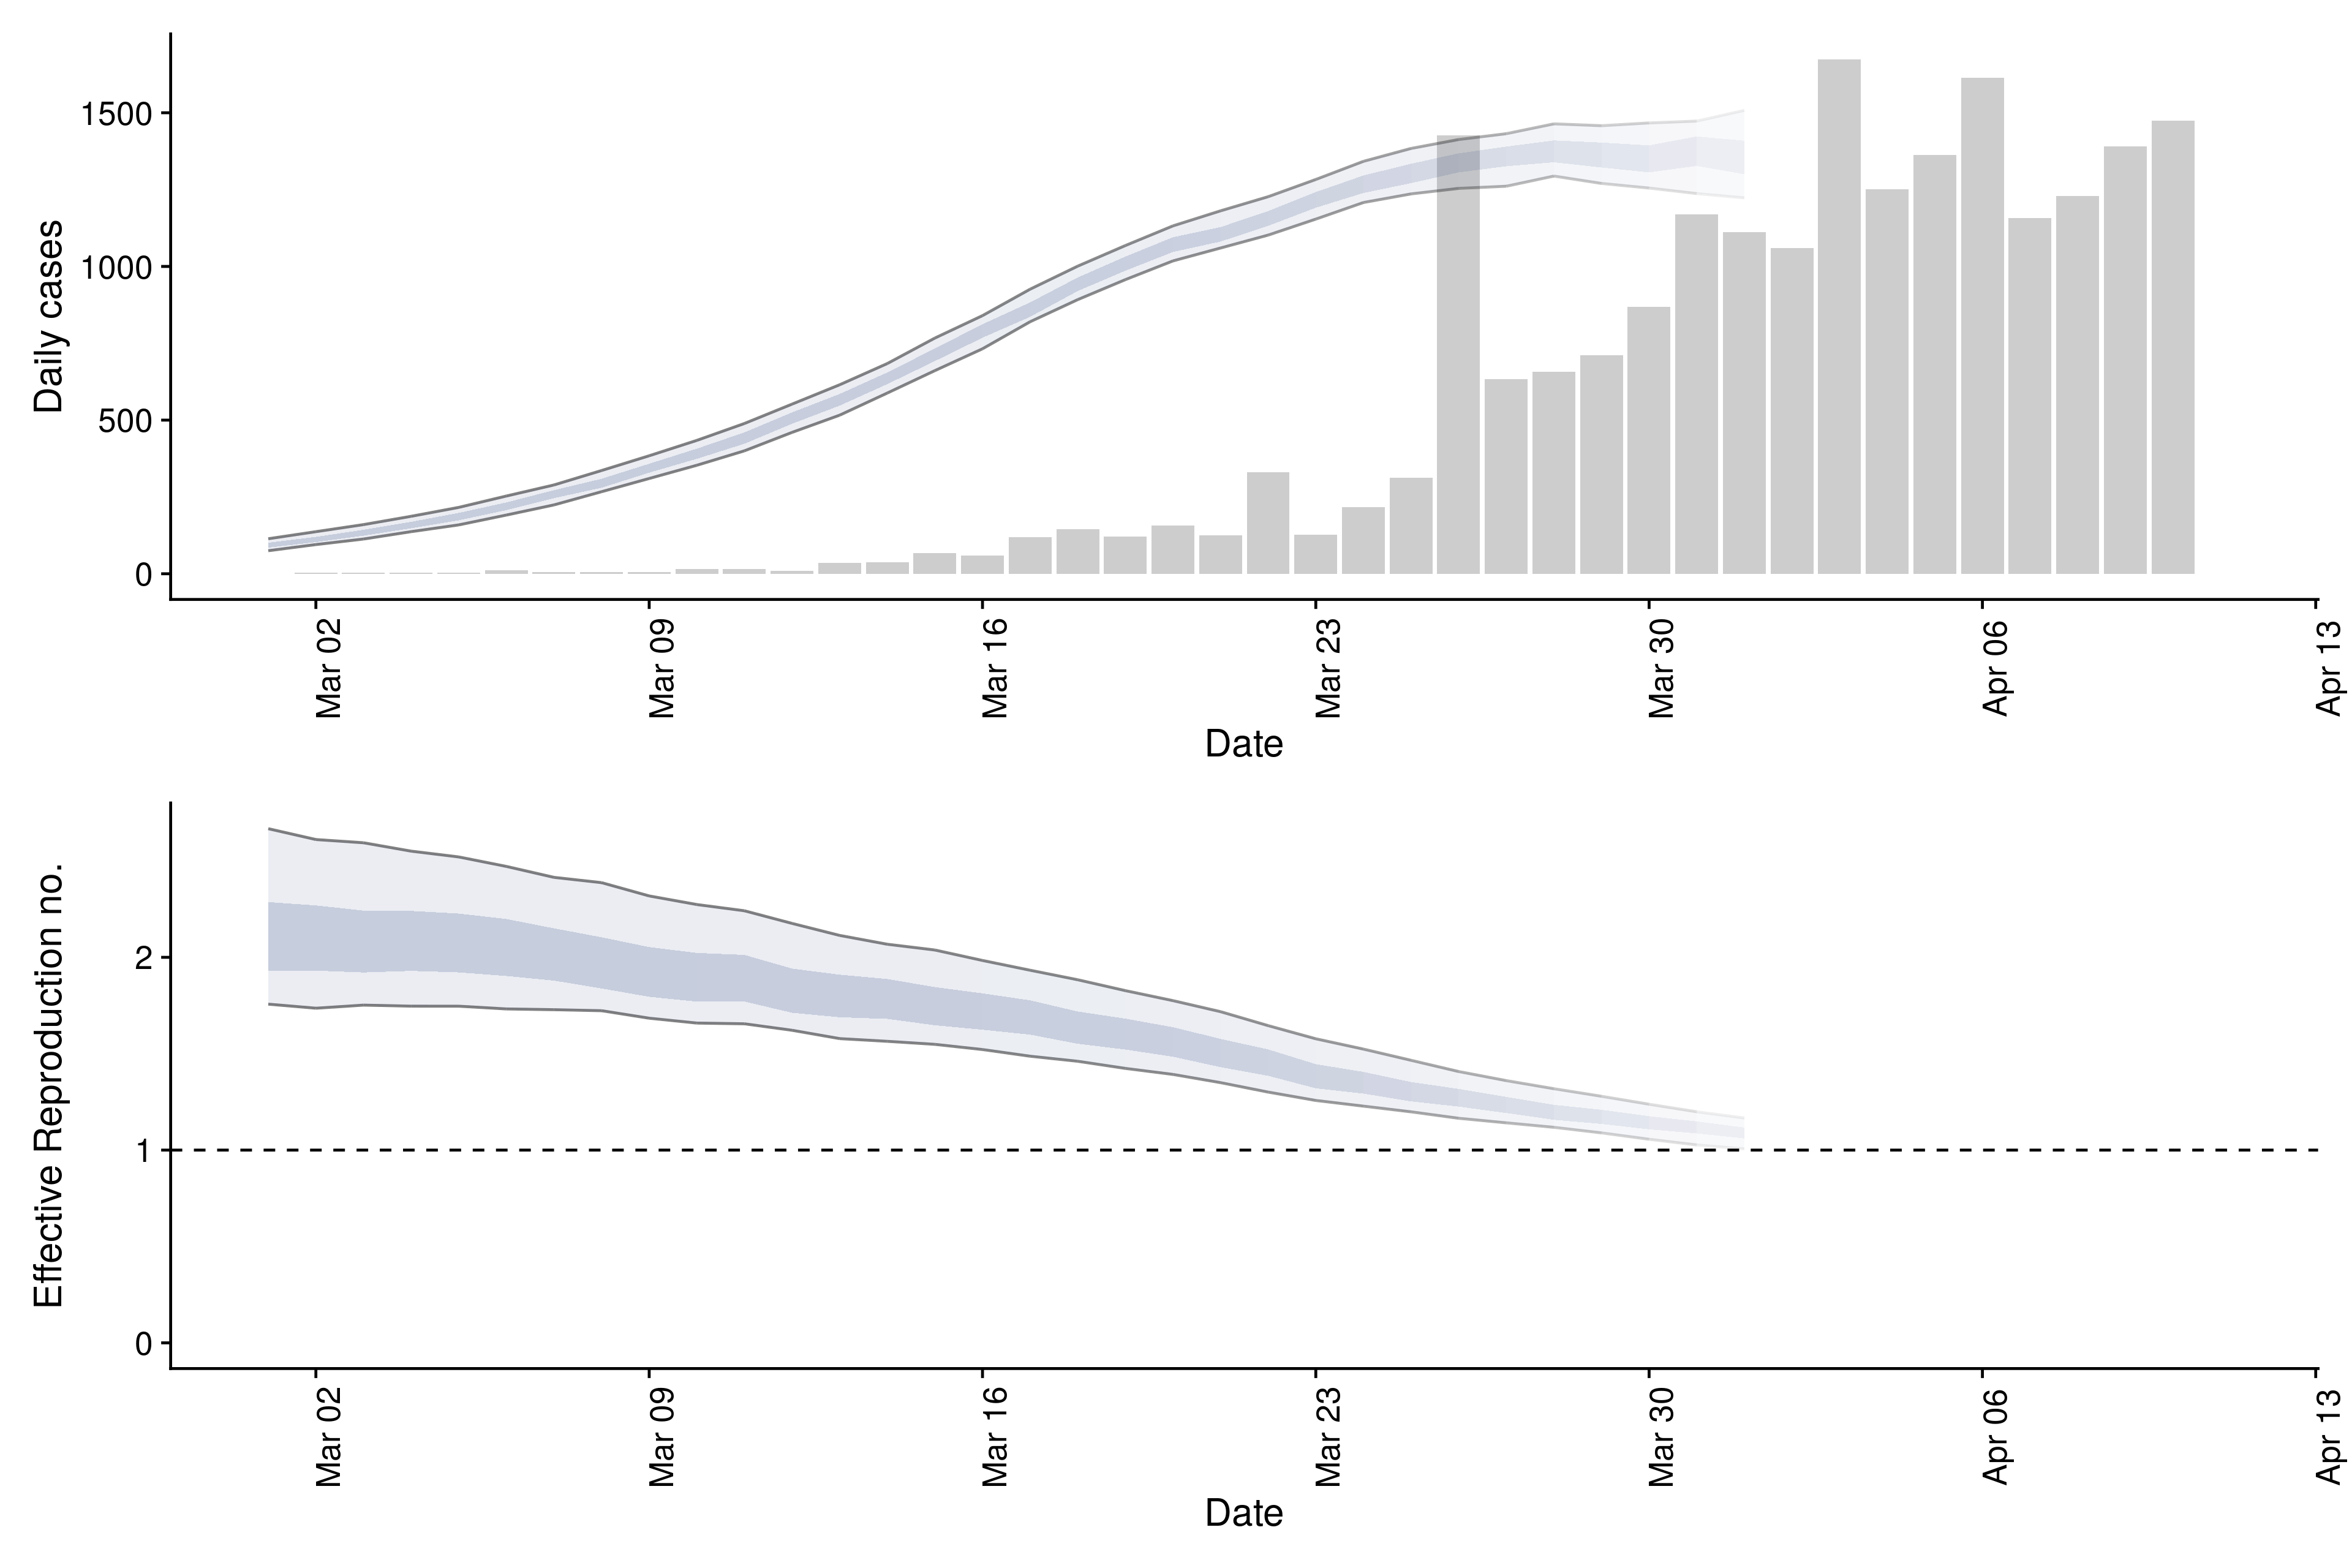 Daily cases
1500
1000
500
0
Mar 02
Mar 09
Mar 16
Mar 23
Mar 30
Apr 06
Apr 13
Date
Effective Reproduction no.
2
1
0
Mar 02
Mar 09
Mar 16
Mar 23
Mar 30
Apr 06
Apr 13
Date